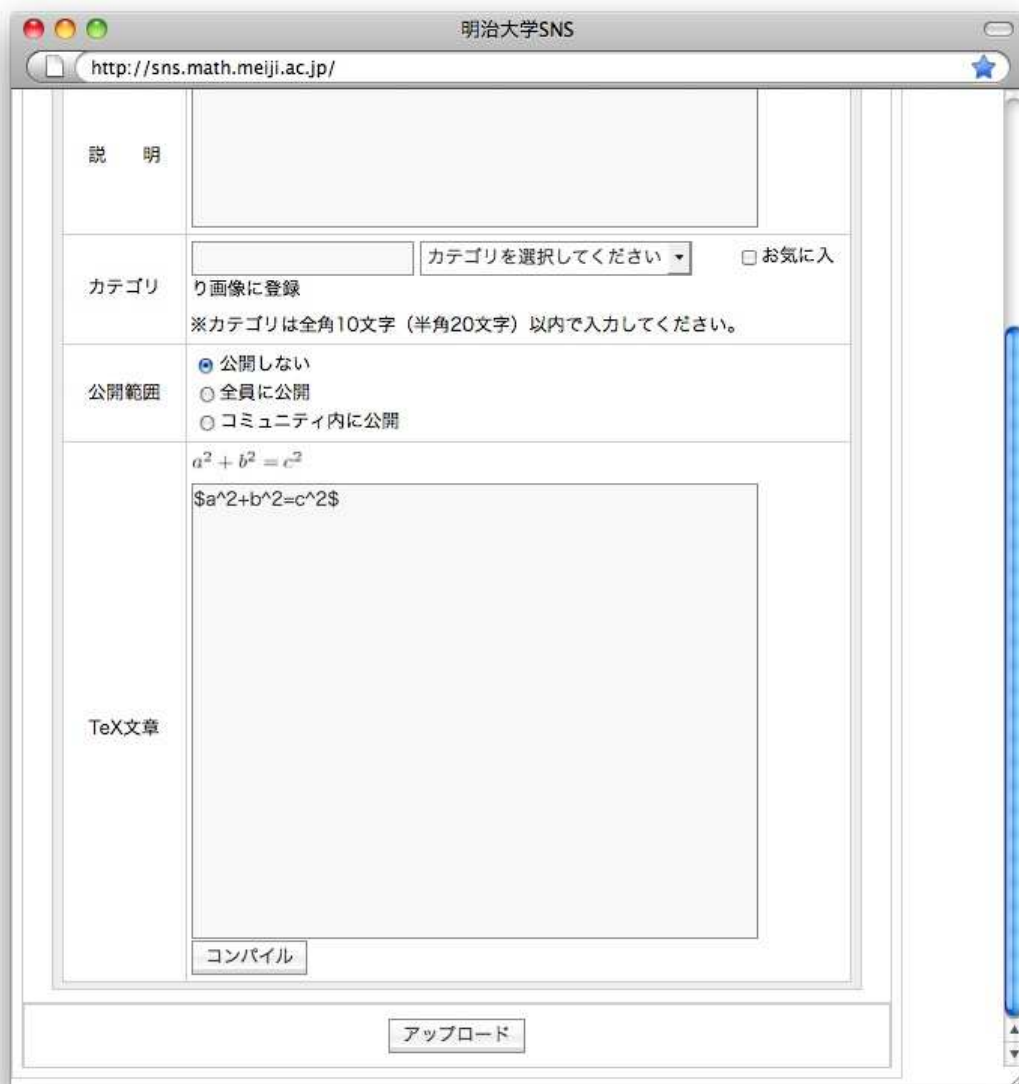 明治大学SNS
http://sns.math.meiji.ac.jp/
説　明
カテゴリ
カテゴリを選択してください
お気に入
り画像に登録
※カテゴリは全角10文字（半角20文字）以内で入力してください。
公開範囲
公開しない
全員に公開
コミュニティ内に公開
a² + b² = c²
TeX文章
$a^2+b^2=c^2$
コンパイル
アップロード